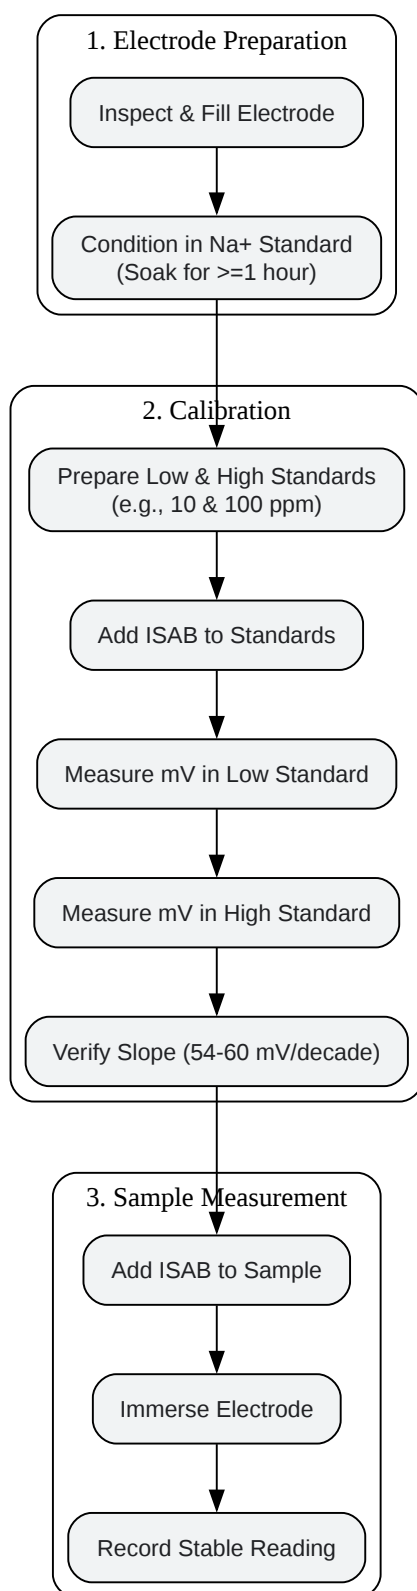 1. Electrode Preparation
Inspect & Fill Electrode
Condition in Na+ Standard
(Soak for >=1 hour)
2. Calibration
Prepare Low & High Standards
(e.g., 10 & 100 ppm)
Add ISAB to Standards
Measure mV in Low Standard
Measure mV in High Standard
Verify Slope (54-60 mV/decade)
3. Sample Measurement
Add ISAB to Sample
Immerse Electrode
Record Stable Reading